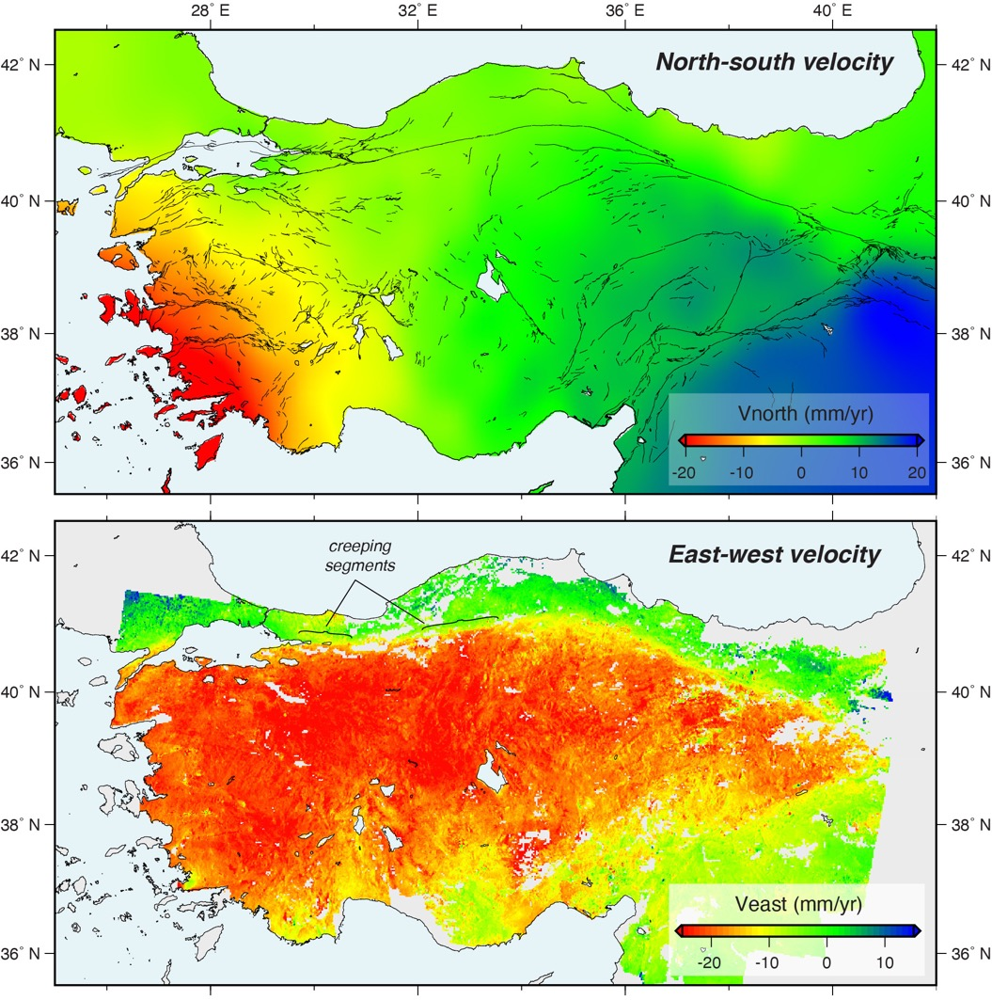 28° E 32° E 36° E 40° E
42° N North-south velocity 42° N
40° N 40° N
38° N 38° N
Vnorth (mm/yr)
36° N 36° N
-20 -10 0 10 20
42° N creeping East-west velocity 42° N
segments
40° N 40° N
38° N 38° N
Veast (mm/yr)
36° N 36° N
-20 -10 0 10